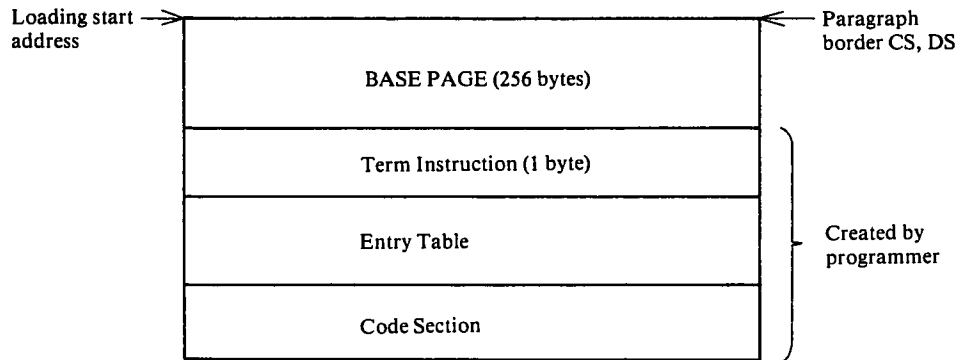 Loading start
address
Paragraph
border CS, DS
BASE PAGE (256 bytes)
Term Instruction (1 byte)
Entry Table
Created by
programmer
Code Section